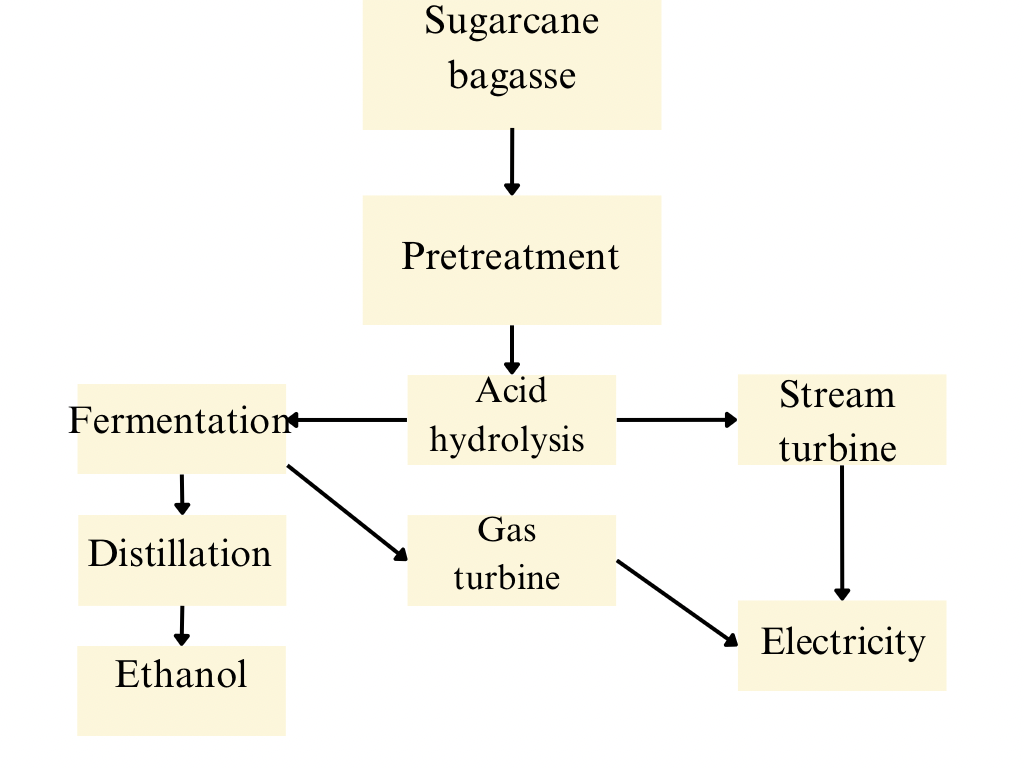 Sugarcane
bagasse
Pretreatment
Acid
hydrolysis
Fermentation
Stream
turbine
Distillation
Gas
turbine
Ethanol
Electricity